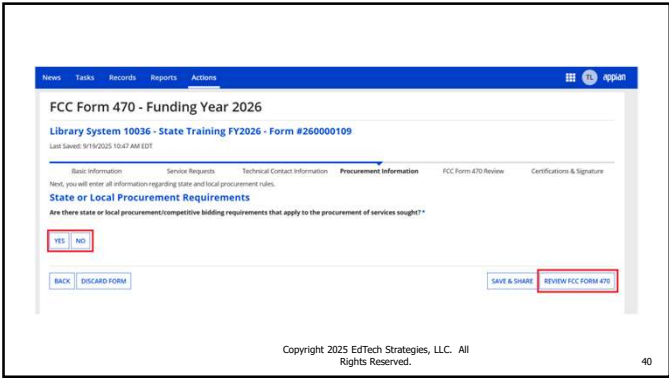 News Tasks Records Reports Actions TL appian
FCC Form 470 - Funding Year 2026
Library System 10036 - State Training FY2026 - Form #260000109
Last Saved: 9/19/2025 10:47 AM EDT
Basic Information Service Requests Technical Contact Information Procurement Information FCC Form 470 Review Certifications & Signature
Next, you will enter all information regarding state and local procurement rules.
State or Local Procurement Requirements
Are there state or local procurement/competitive bidding requirements that apply to the procurement of services sought? *
YES NO
BACK DISCARD FORM SAVE & SHARE REVIEW FCC FORM 470
Copyright 2025 EdTech Strategies, LLC. All
Rights Reserved.
40